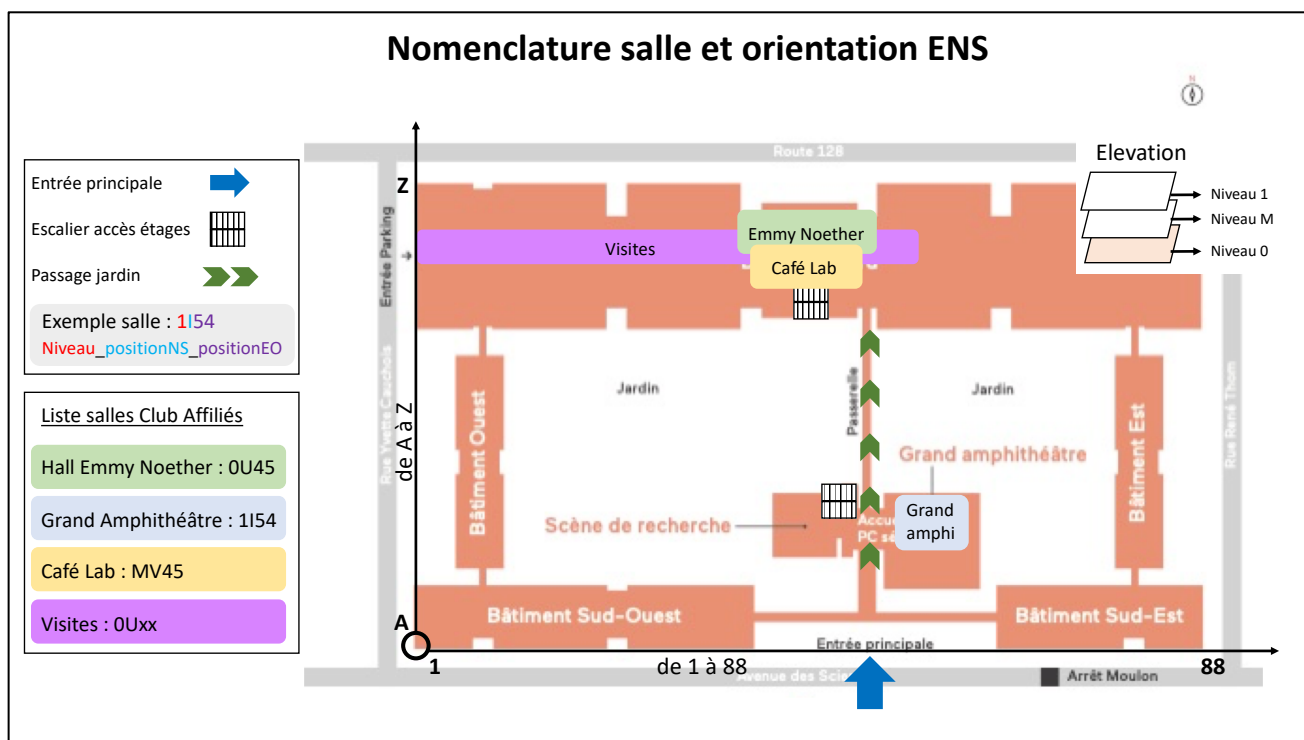 Nomenclature salle et orientation ENS
N
Route 128
Elevation
Niveau 1
Niveau M
Niveau 0
Entrée principale
Escalier accès étages
Passage jardin
Exemple salle : 1I54
Niveau_positionNS_positionEO
Liste salles Club Affiliés
Hall Emmy Noether : 0U45
Grand Amphithéâtre : 1I54
Café Lab : MV45
Visites : 0Uxx
Z
de A à Z
A
1
de 1 à 88
88
Entrée Parking
Rue Yvette Cauchois
Visites
Emmy Noether
Café Lab
Jardin
Passerelle
Jardin
Bâtiment Ouest
Bâtiment Est
Rue René Thom
Grand amphithéâtre
Scène de recherche
Grand
amphi
Bâtiment Sud-Ouest
Bâtiment Sud-Est
Entrée principale
Avenue des
Arrêt Moulon